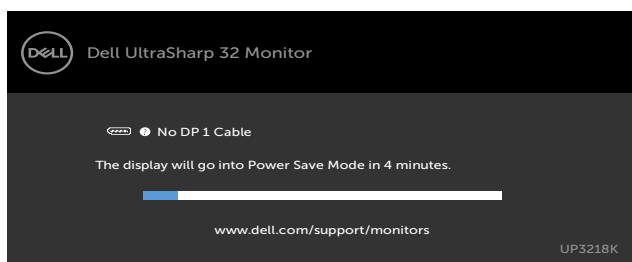 DELL
Dell UltraSharp 32 Monitor
? No DP 1 Cable
The display will go into Power Save Mode in 4 minutes.
www.dell.com/support/monitors
UP3218K